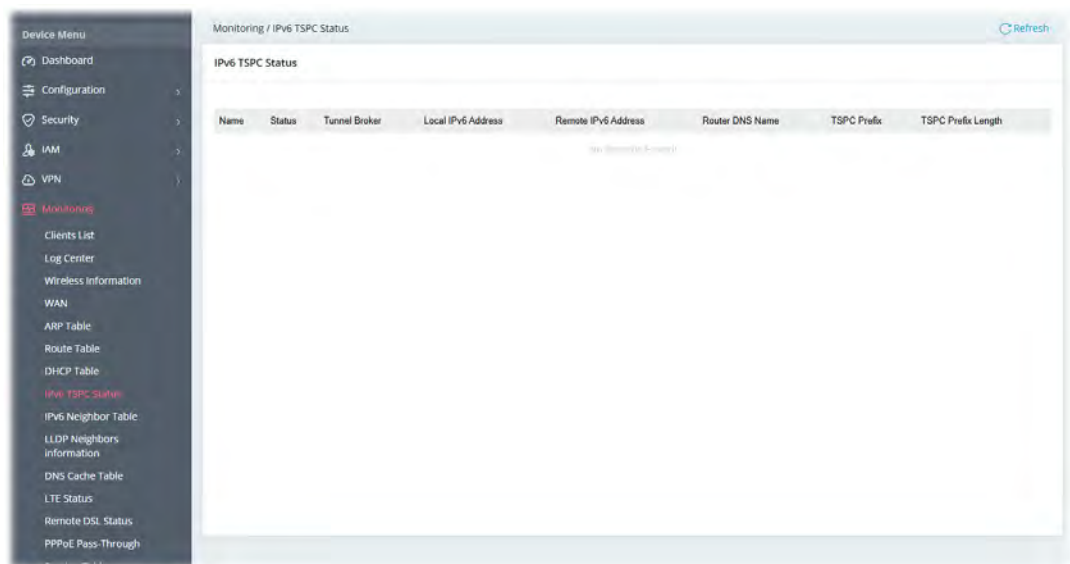 Device Menu
Dashboard
Configuration
Security
IAM
VPN
Monitoring
Clients List
Log Center
Wireless Information
WAN
ARP Table
Route Table
DHCP Table
IPv6 TSPC Status
IPv6 Neighbor Table
LLDP Neighbors
Information
DNS Cache Table
LTE Status
Remote DSL Status
PPPoE Pass-Through
Monitoring / IPv6 TSPC Status
Refresh
IPv6 TSPC Status
Name Status Tunnel Broker Local IPv6 Address Remote IPv6 Address Router DNS Name TSPC Prefix TSPC Prefix Length